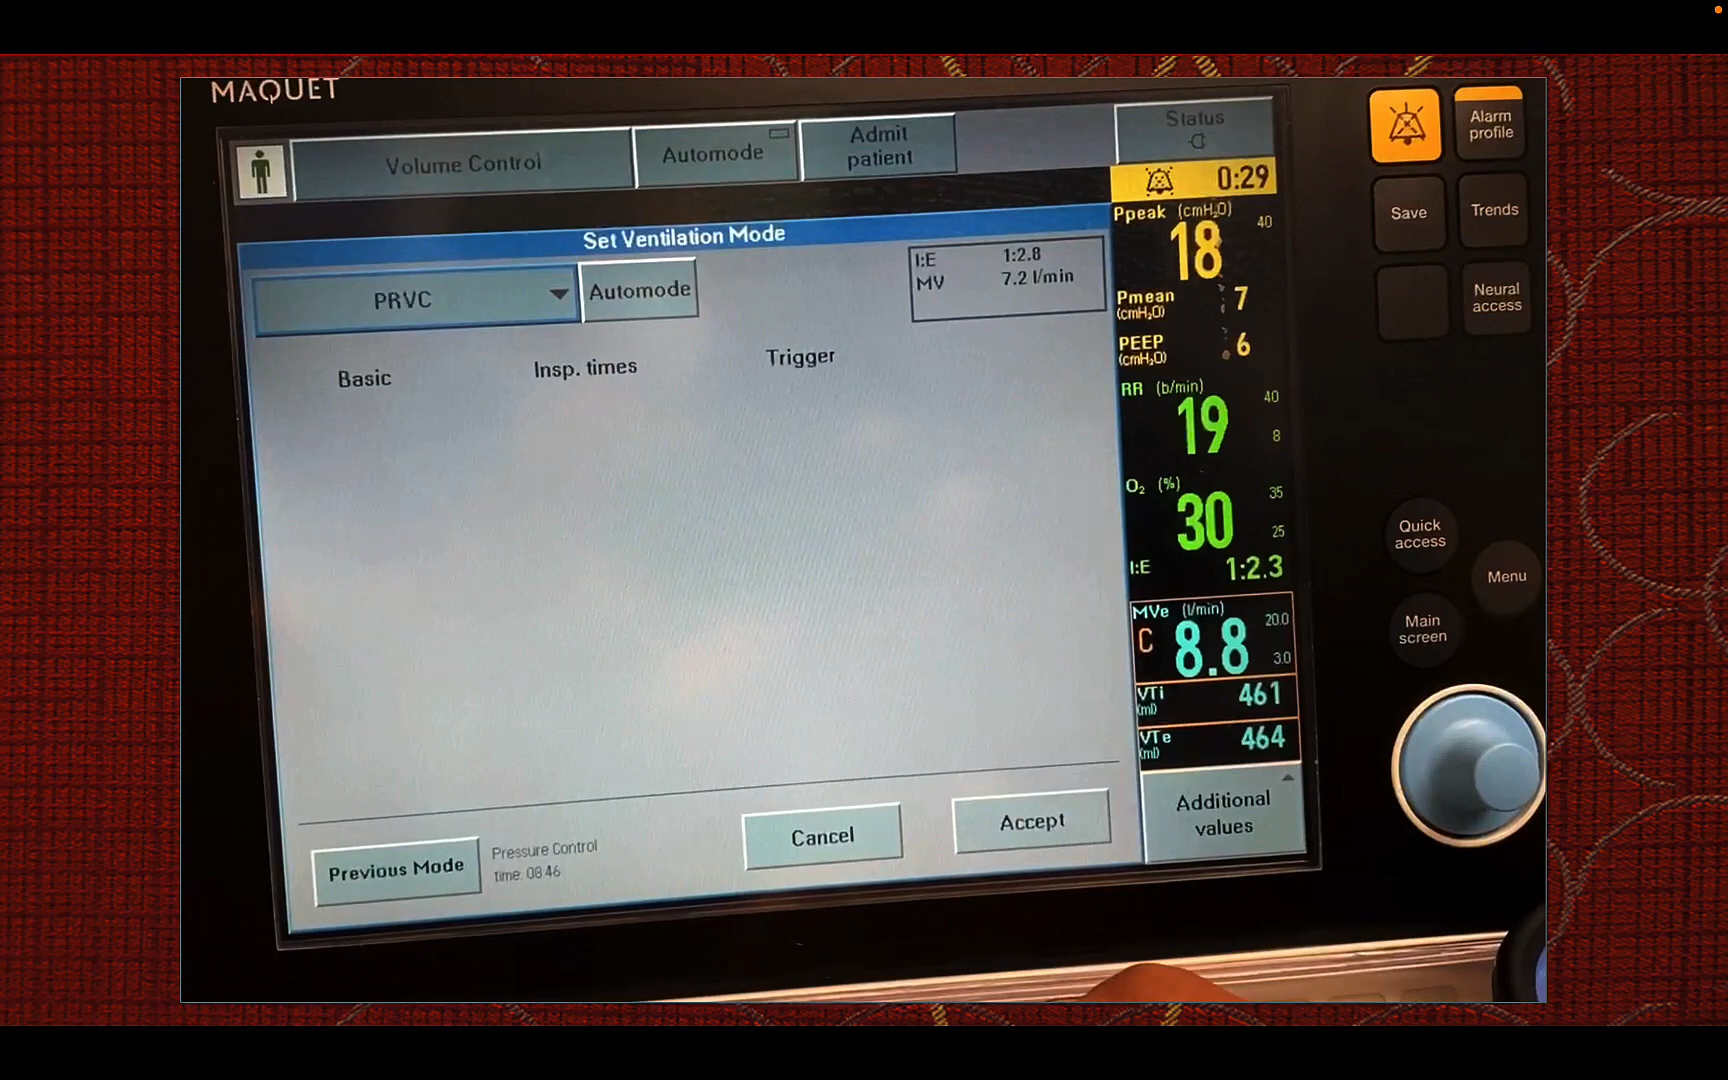 MAQUET
Volume Control
Automode
Admit
patient
Status
0:29
Alarm
profile
Save
Trends
Neural
access
Set Ventilation Mode
PRVC
Automode
I:E 1:2.8
MV 7.2 l/min
Basic
Insp. times
Trigger
Ppeak (cmH₂O)
18
40
Pmean
(cmH₂O)
7
PEEP
(cmH₂O)
6
RR (b/min)
19
40
8
O₂ (%)
30
35
25
I:E 1:2.3
MVe (l/min)
C 8.8
20.0
3.0
VTi
(ml)
461
VTe
(ml)
464
Additional
values
Quick
access
Menu
Main
screen
Previous Mode
Pressure Control
time: 08:46
Cancel
Accept